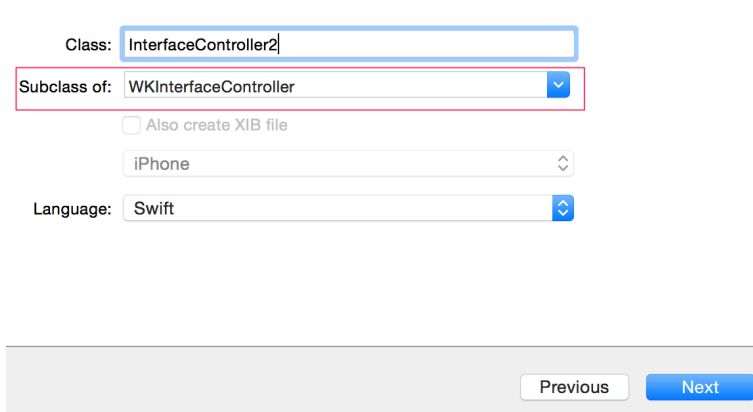 Class: InterfaceController2
Subclass of: WKInterfaceController
Also create XIB file
iPhone
Language: Swift
Previous Next